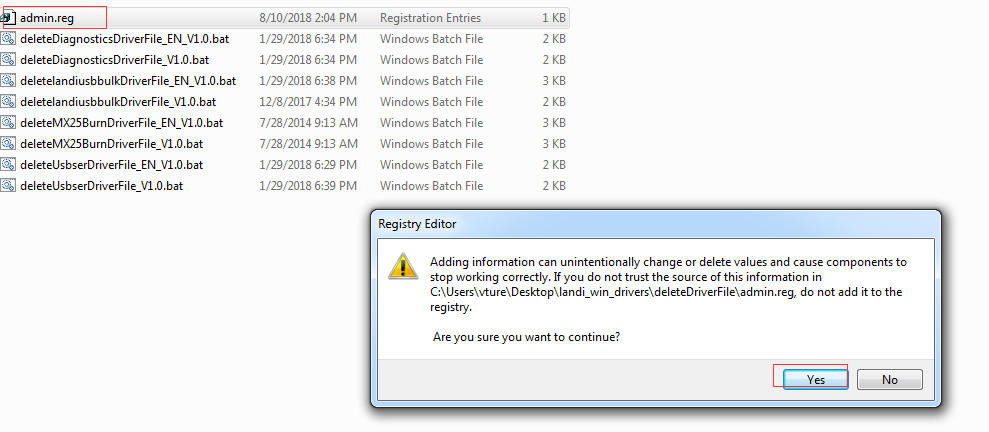 admin.reg 8/10/2018 2:04 PM Registration Entries 1 KB
deleteDiagnosticsDriverFile_EN_V1.0.bat 1/29/2018 6:34 PM Windows Batch File 2 KB
deleteDiagnosticsDriverFile_V1.0.bat 1/29/2018 6:34 PM Windows Batch File 2 KB
deletelandiusbbulkDriverFile_EN_V1.0.bat 1/29/2018 6:38 PM Windows Batch File 3 KB
deletelandiusbbulkDriverFile_V1.0.bat 12/8/2017 4:34 PM Windows Batch File 2 KB
deleteMX25BurnDriverFile_EN_V1.0.bat 7/28/2014 9:13 AM Windows Batch File 3 KB
deleteMX25BurnDriverFile_V1.0.bat 7/28/2014 9:13 AM Windows Batch File 3 KB
deleteUsbserDriverFile_EN_V1.0.bat 1/29/2018 6:29 PM Windows Batch File 2 KB
deleteUsbserDriverFile_V1.0.bat 1/29/2018 6:39 PM Windows Batch File 2 KB
Registry Editor
Adding information can unintentionally change or delete values and cause components to
stop working correctly. If you do not trust the source of this information in
C:\Users\vture\Desktop\landi_win_drivers\deleteDriverFile\admin.reg, do not add it to the
registry.
Are you sure you want to continue?
Yes No